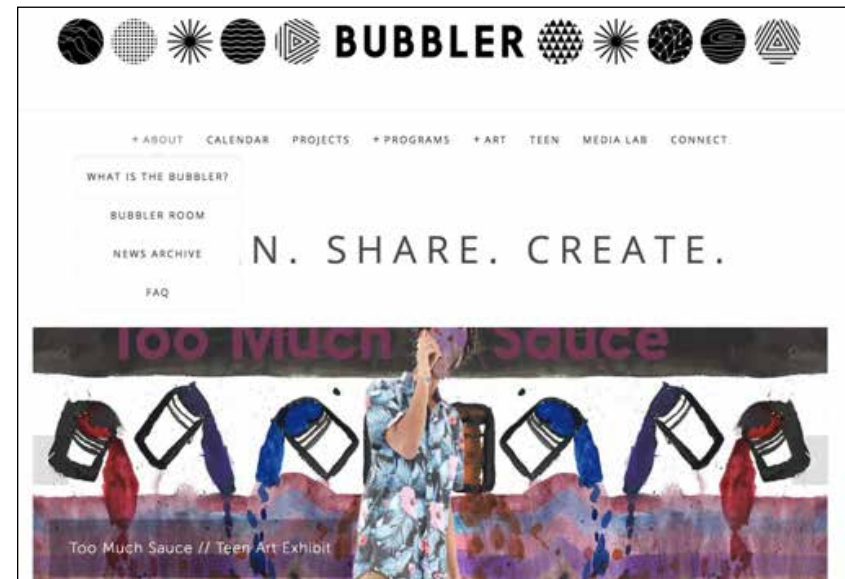 BUBBLER
+ ABOUT CALENDAR PROJECTS + PROGRAMS + ART TEEN MEDIA LAB CONNECT
WHAT IS THE BUBBLER?
BUBBLER ROOM
NEWS ARCHIVE
FAQ
N. SHARE. CREATE.
Too Much Sauce
Too Much Sauce // Teen Art Exhibit